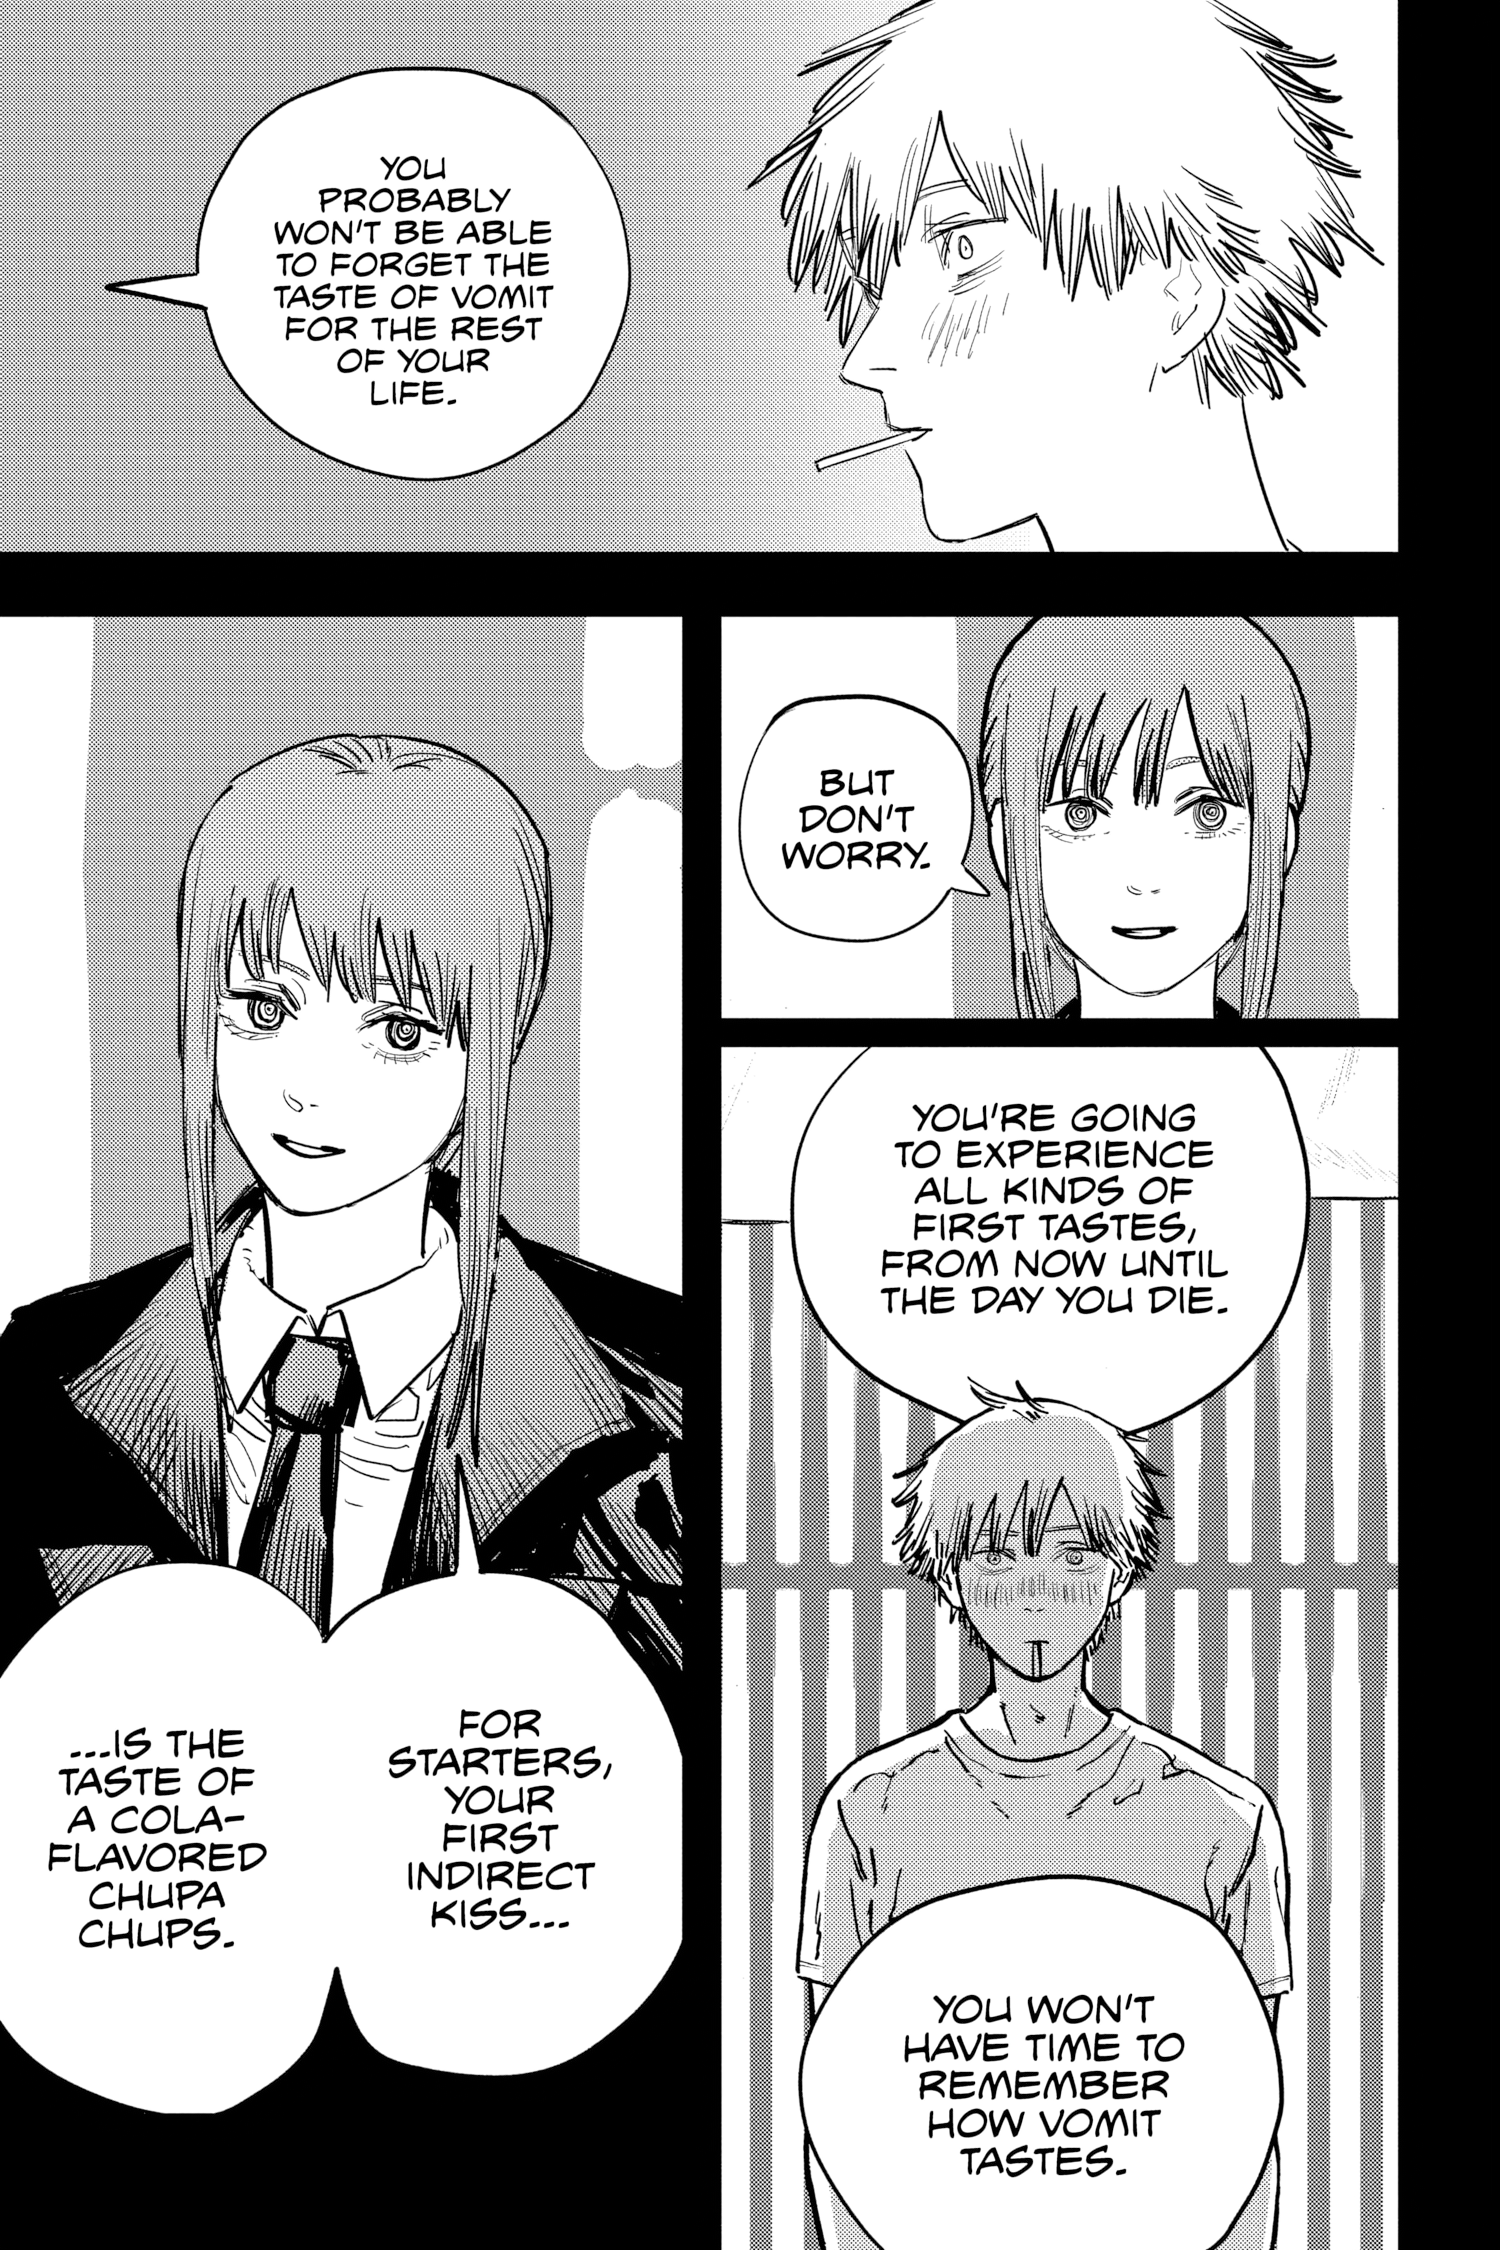 YOU
PROBABLY
WON'T BE ABLE
TO FORGET THE
TASTE OF VOMIT
FOR THE REST
OF YOUR
LIFE.
BUT
DON'T
WORRY.
YOU'RE GOING
TO EXPERIENCE
ALL KINDS OF
FIRST TASTES,
FROM NOW UNTIL
THE DAY YOU DIE.
YOU WON'T
HAVE TIME TO
REMEMBER
HOW VOMIT
TASTES.
FOR
STARTERS,
YOUR
FIRST
INDIRECT
KISS...
...IS THE
TASTE OF
A COLA-
FLAVORED
CHUPA
CHUPS.